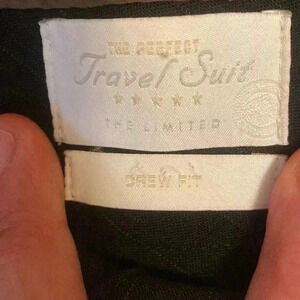 THE PERFECT
Travel Suit
THE LIMITED
DREW FIT